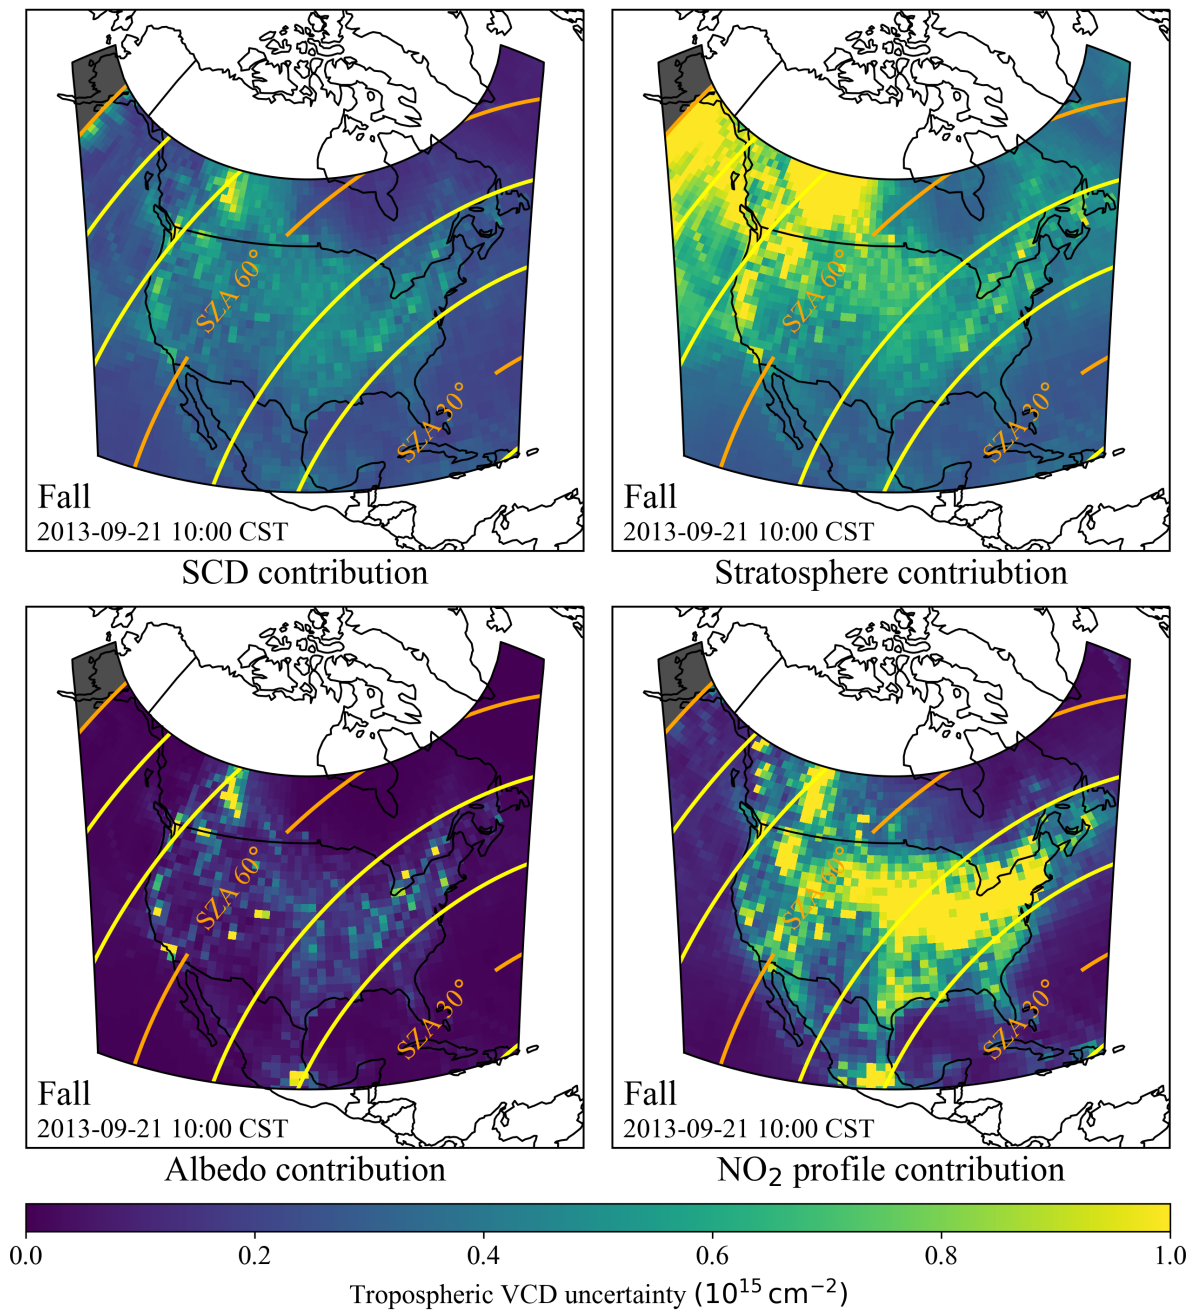 SZA 60°
SZA 30°
Fall
2013-09-21 10:00 CST
SCD contribution
SZA 60°
SZA 30°
Fall
2013-09-21 10:00 CST
Stratosphere contriubtion
SZA 60°
SZA 30°
Fall
2013-09-21 10:00 CST
Albedo contribution
SZA 60°
SZA 30°
Fall
2013-09-21 10:00 CST
NO₂ profile contribution
0.0 0.2 0.4 0.6 0.8 1.0
Tropospheric VCD uncertainty (10¹⁵ cm⁻²)